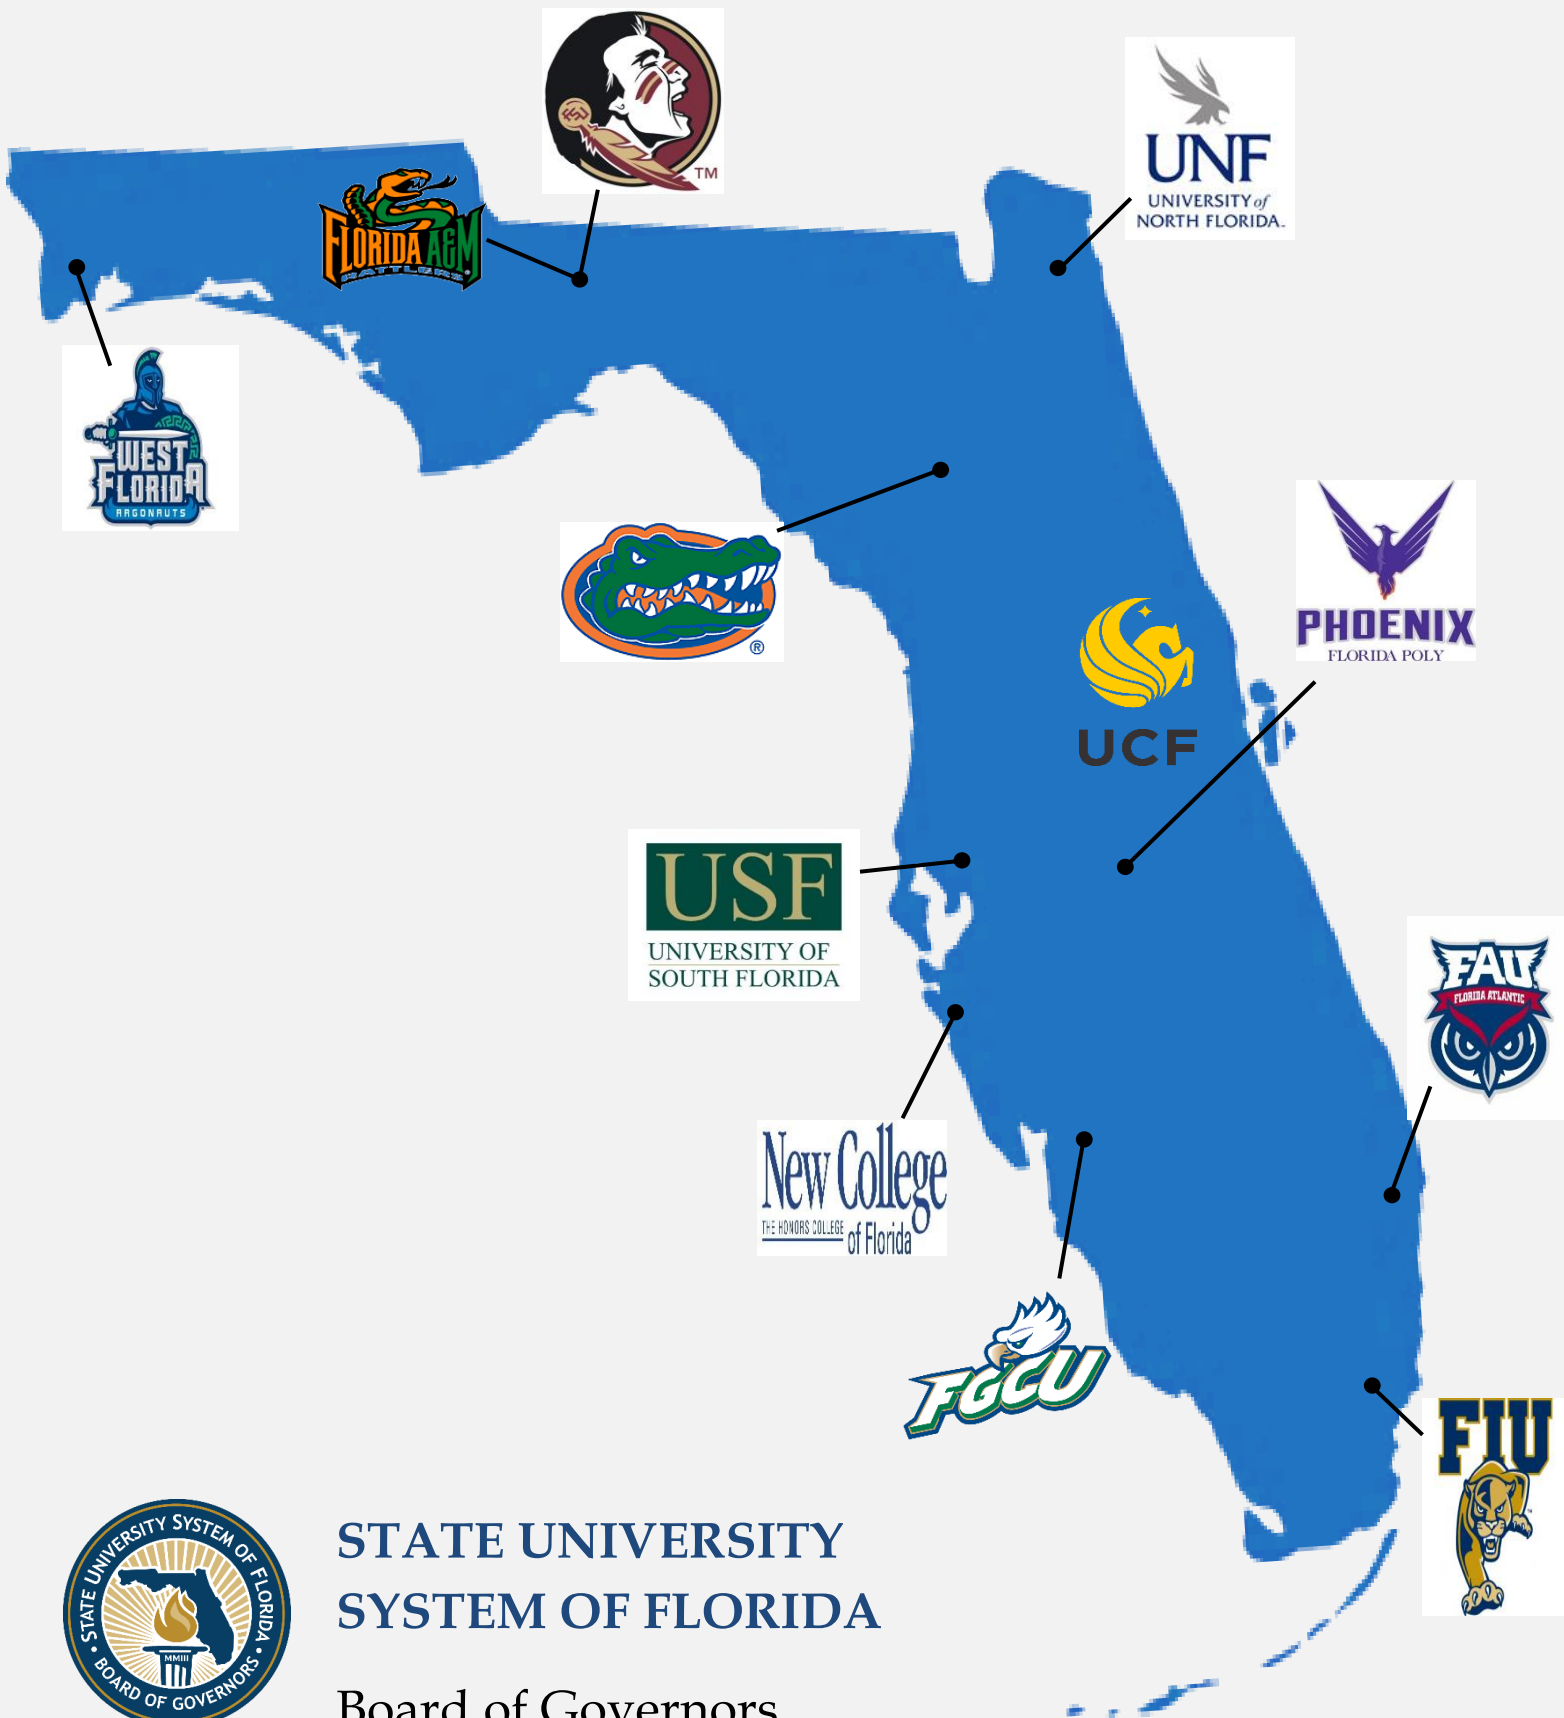 FSU
TM
UNF
UNIVERSITY of
NORTH FLORIDA
FLORIDA A&M
RATTLERS
WEST
FLORIDA
ARGONAUTS
®
PHOENIX
FLORIDA POLY
UCF
USF
UNIVERSITY OF
SOUTH FLORIDA
FAU
FLORIDA ATLANTIC
New College
THE HONORS COLLEGE
of Florida
FGCU
FIU
STATE UNIVERSITY SYSTEM OF FLORIDA
BOARD OF GOVERNORS
MMIII
STATE UNIVERSITY
SYSTEM OF FLORIDA
Board of Governors